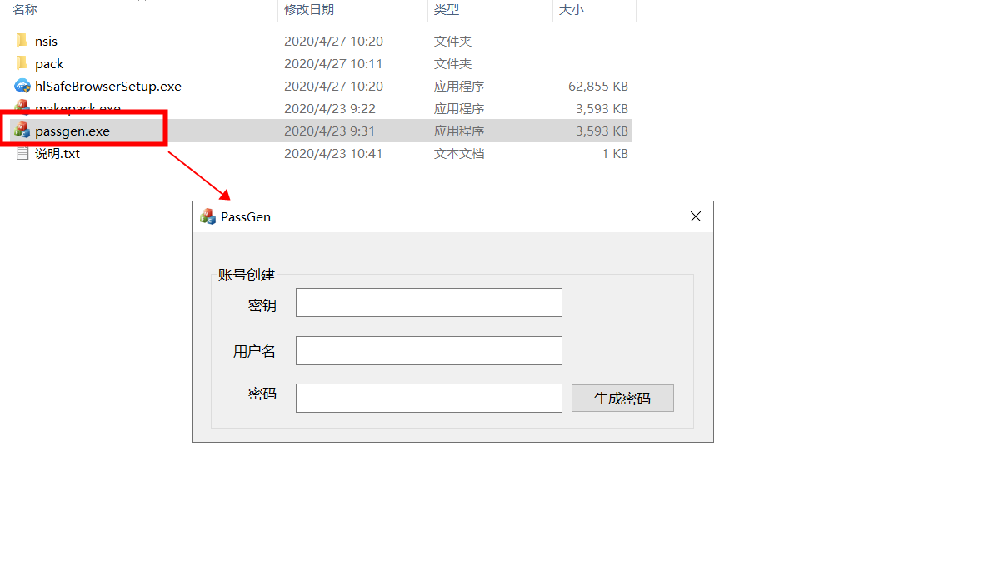 名称 修改日期 类型 大小
nsis 2020/4/27 10:20 文件夹
pack 2020/4/27 10:11 文件夹
hlSafeBrowserSetup.exe 2020/4/27 10:20 应用程序 62,855 KB
makepack.exe 2020/4/23 9:22 应用程序 3,593 KB
passgen.exe 2020/4/23 9:31 应用程序 3,593 KB
说明.txt 2020/4/23 10:41 文本文档 1 KB
PassGen
账号创建
密钥
用户名
密码 生成密码